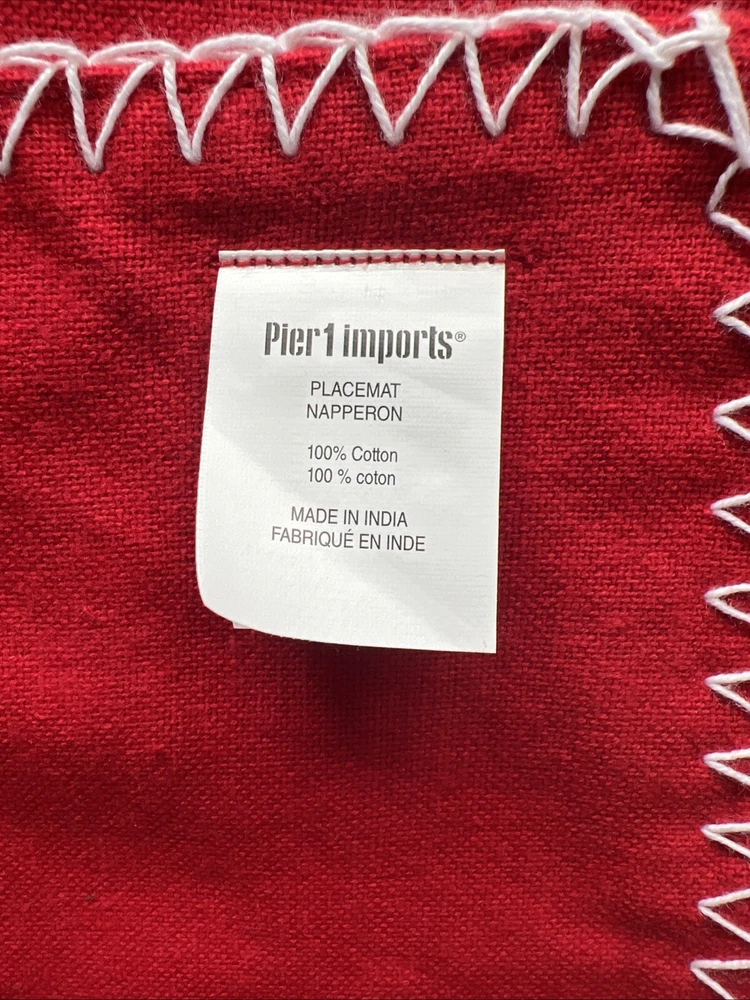 Pier1 imports®
PLACEMAT
NAPPERON
100% Cotton
100 % coton
MADE IN INDIA
FABRIQUÉ EN INDE